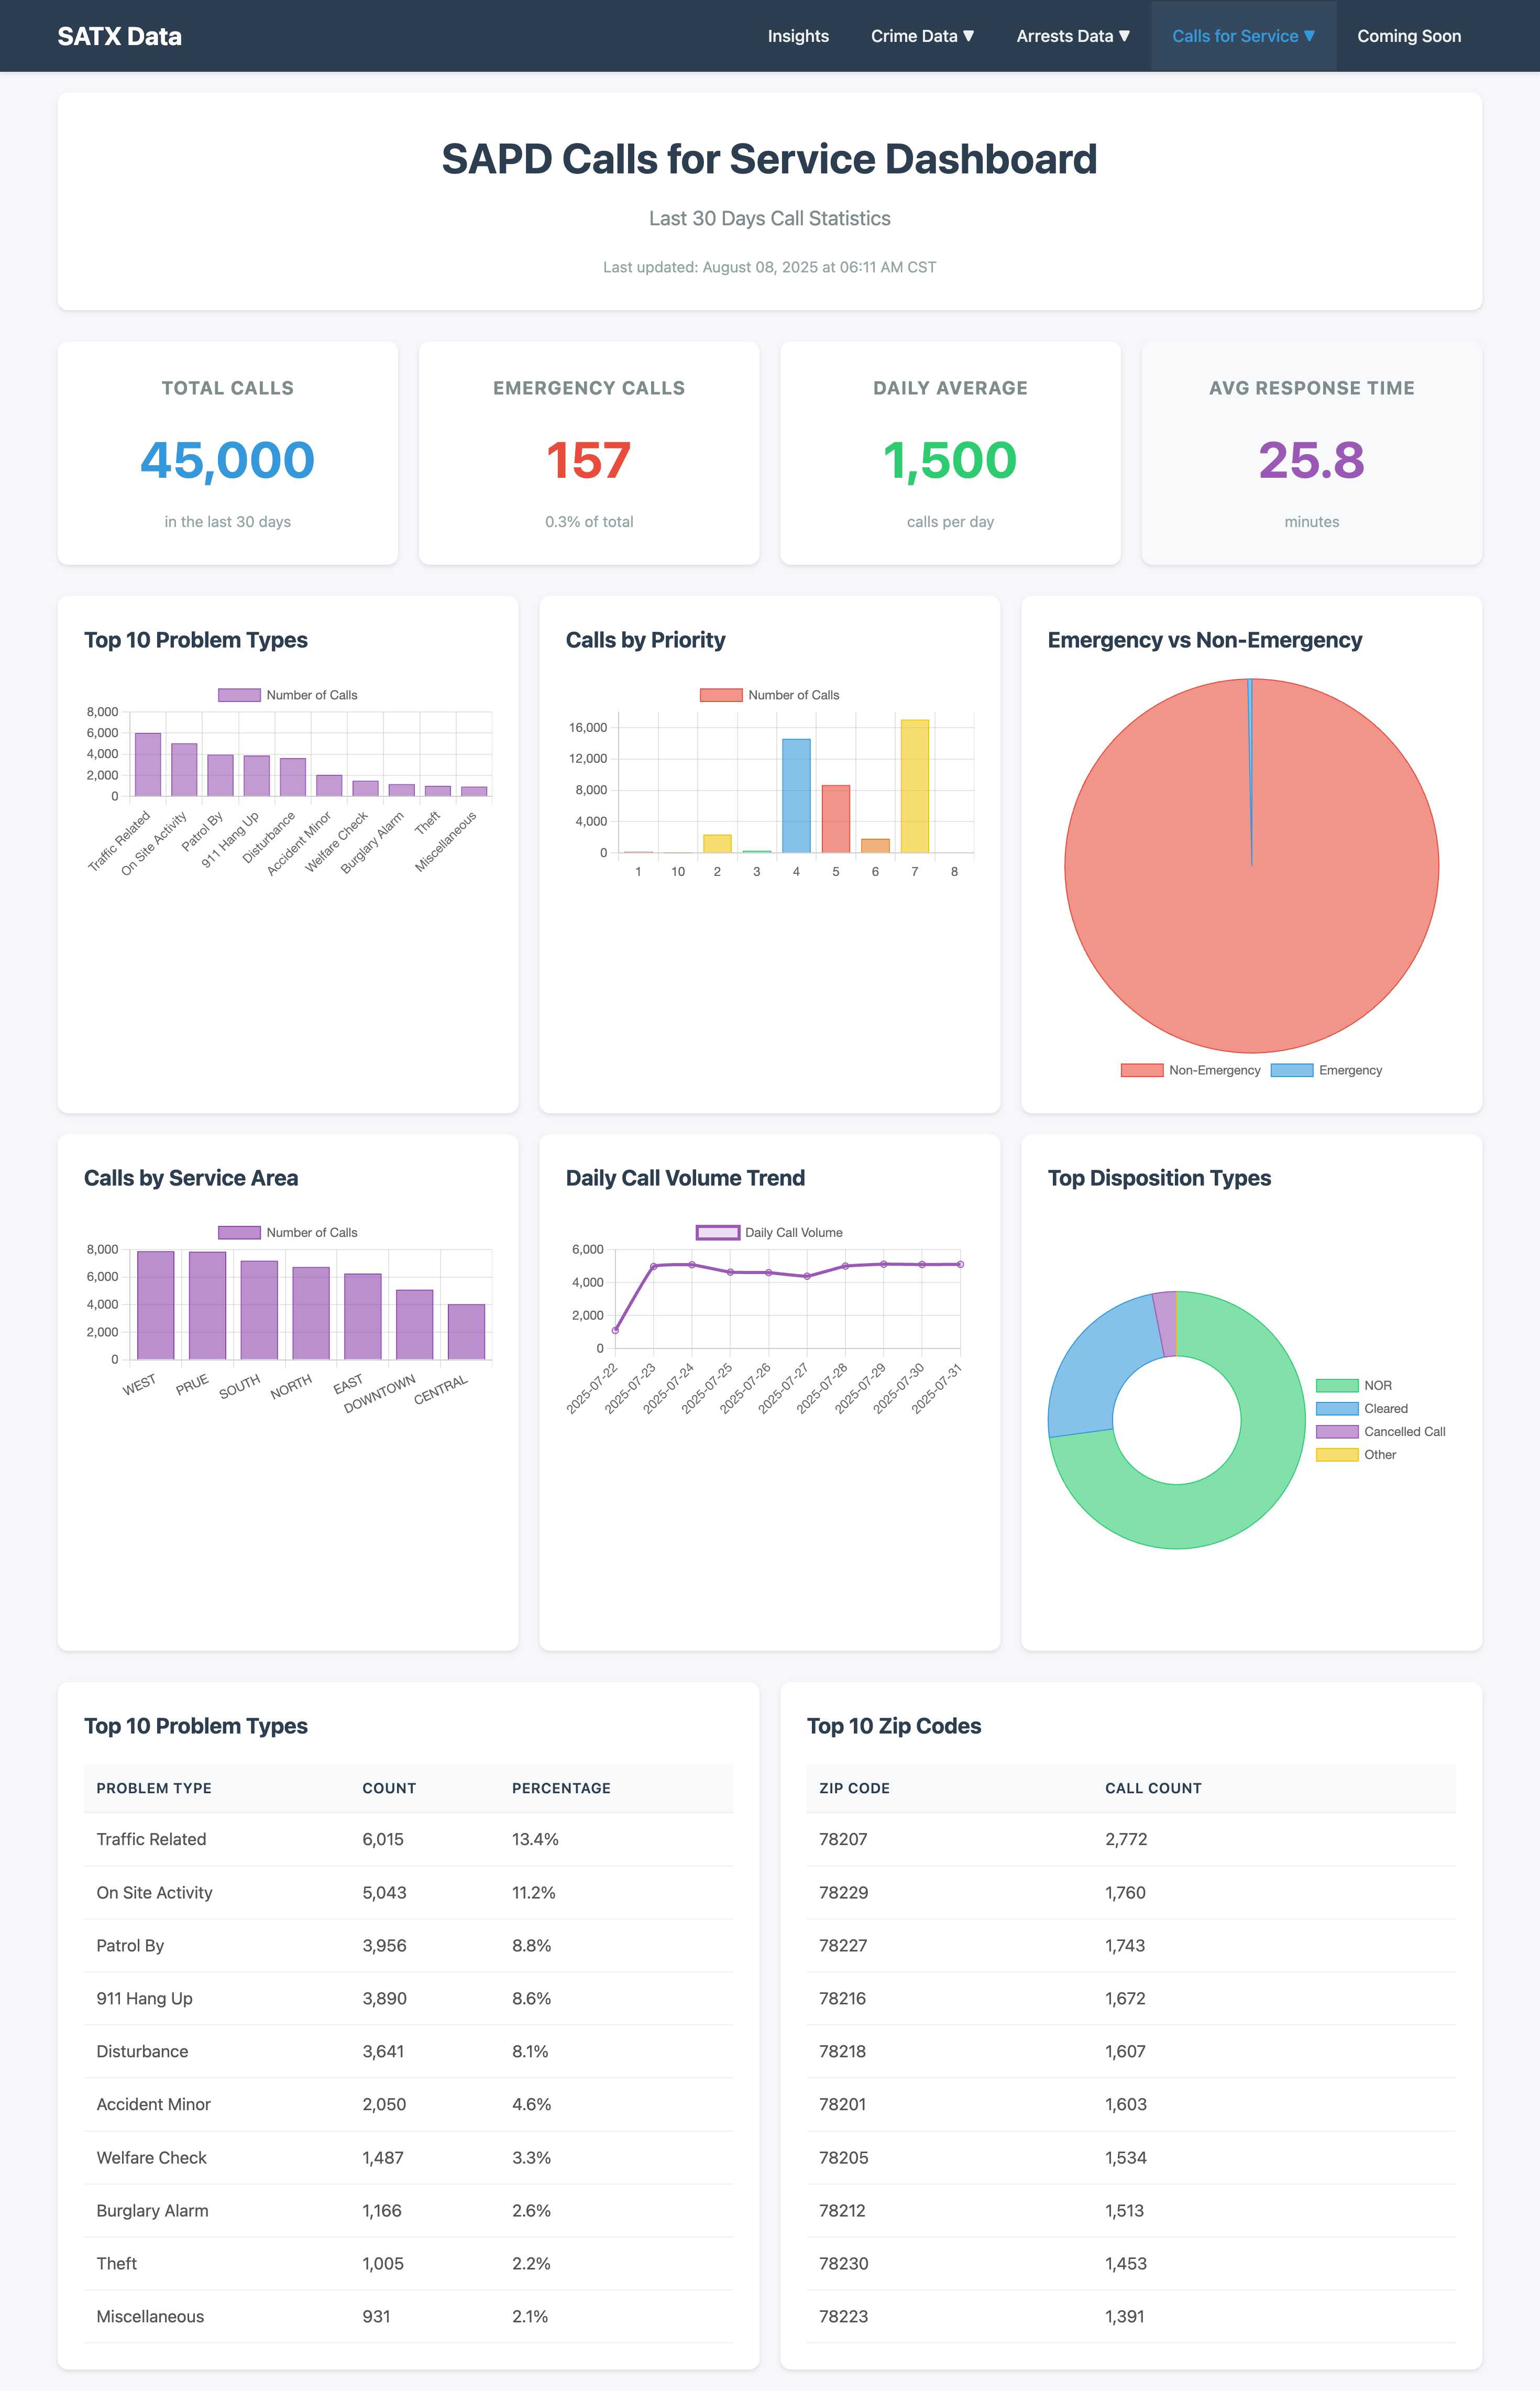 SATX Data
Insights
Crime Data ▼
Arrests Data ▼
Calls for Service ▼
Coming Soon
SAPD Calls for Service Dashboard
Last 30 Days Call Statistics
Last updated: August 08, 2025 at 06:11 AM CST
TOTAL CALLS
45,000
in the last 30 days
EMERGENCY CALLS
157
0.3% of total
DAILY AVERAGE
1,500
calls per day
AVG RESPONSE TIME
25.8
minutes
Top 10 Problem Types
Number of Calls
8,000
6,000
4,000
2,000
0
Traffic Related
On Site Activity
Patrol By
911 Hang Up
Disturbance
Accident Minor
Welfare Check
Burglary Alarm
Theft
Miscellaneous
Calls by Priority
Number of Calls
16,000
12,000
8,000
4,000
0
1 10 2 3 4 5 6 7 8
Emergency vs Non-Emergency
Non-Emergency
Emergency
Calls by Service Area
Number of Calls
8,000
6,000
4,000
2,000
0
WEST
PRUE
SOUTH
NORTH
EAST
DOWNTOWN
CENTRAL
Daily Call Volume Trend
Daily Call Volume
6,000
4,000
2,000
0
2025-07-22
2025-07-23
2025-07-24
2025-07-25
2025-07-26
2025-07-27
2025-07-28
2025-07-29
2025-07-30
2025-07-31
Top Disposition Types
NOR
Cleared
Cancelled Call
Other
Top 10 Problem Types
PROBLEM TYPE COUNT PERCENTAGE
Traffic Related 6,015 13.4%
On Site Activity 5,043 11.2%
Patrol By 3,956 8.8%
911 Hang Up 3,890 8.6%
Disturbance 3,641 8.1%
Accident Minor 2,050 4.6%
Welfare Check 1,487 3.3%
Burglary Alarm 1,166 2.6%
Theft 1,005 2.2%
Miscellaneous 931 2.1%
Top 10 Zip Codes
ZIP CODE CALL COUNT
78207 2,772
78229 1,760
78227 1,743
78216 1,672
78218 1,607
78201 1,603
78205 1,534
78212 1,513
78230 1,453
78223 1,391